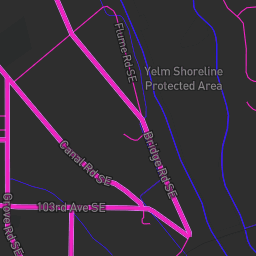 Flume Rd SE
Yelm Shoreline
Protected Area
Canal Rd SE
Bridge Rd SE
103rd Ave SE
Grove Rd SE